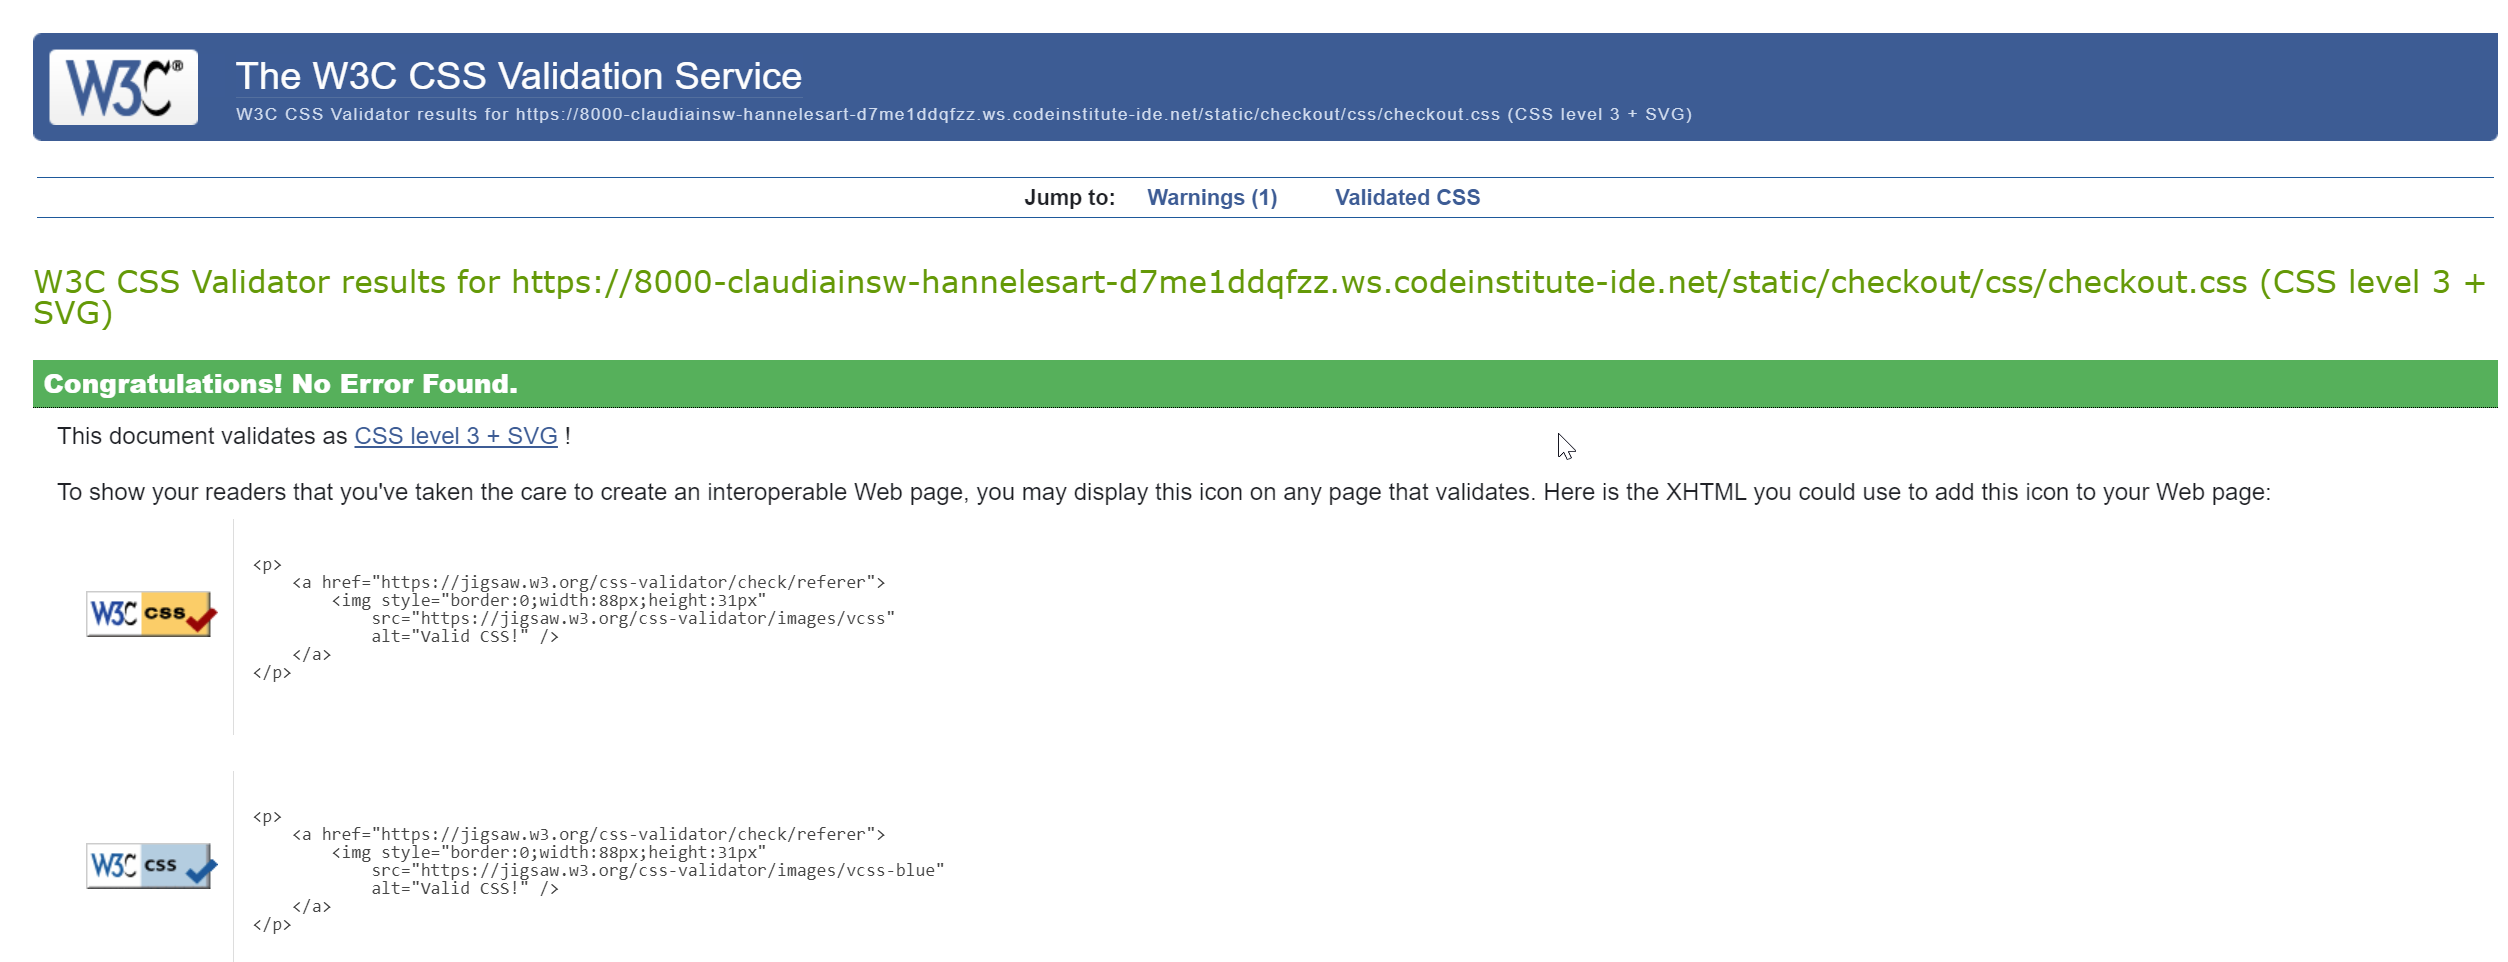 W3C®
The W3C CSS Validation Service
W3C CSS Validator results for https://8000-claudiainsw-hannelesart-d7me1ddqfzz.ws.codeinstitute-ide.net/static/checkout/css/checkout.css (CSS level 3 + SVG)
Jump to: Warnings (1) Validated CSS
W3C CSS Validator results for https://8000-claudiainsw-hannelesart-d7me1ddqfzz.ws.codeinstitute-ide.net/static/checkout/css/checkout.css (CSS level 3 +
SVG)
Congratulations! No Error Found.
This document validates as CSS level 3 + SVG !
To show your readers that you've taken the care to create an interoperable Web page, you may display this icon on any page that validates. Here is the XHTML you could use to add this icon to your Web page:
<p>
<a href="https://jigsaw.w3.org/css-validator/check/referer">
<img style="border:0;width:88px;height:31px"
W3C css
src="https://jigsaw.w3.org/css-validator/images/vcss"
alt="Valid CSS!" />
</a>
</p>
<p>
<a href="https://jigsaw.w3.org/css-validator/check/referer">
<img style="border:0;width:88px;height:31px"
W3C css
src="https://jigsaw.w3.org/css-validator/images/vcss-blue"
alt="Valid CSS!" />
</a>
</p>